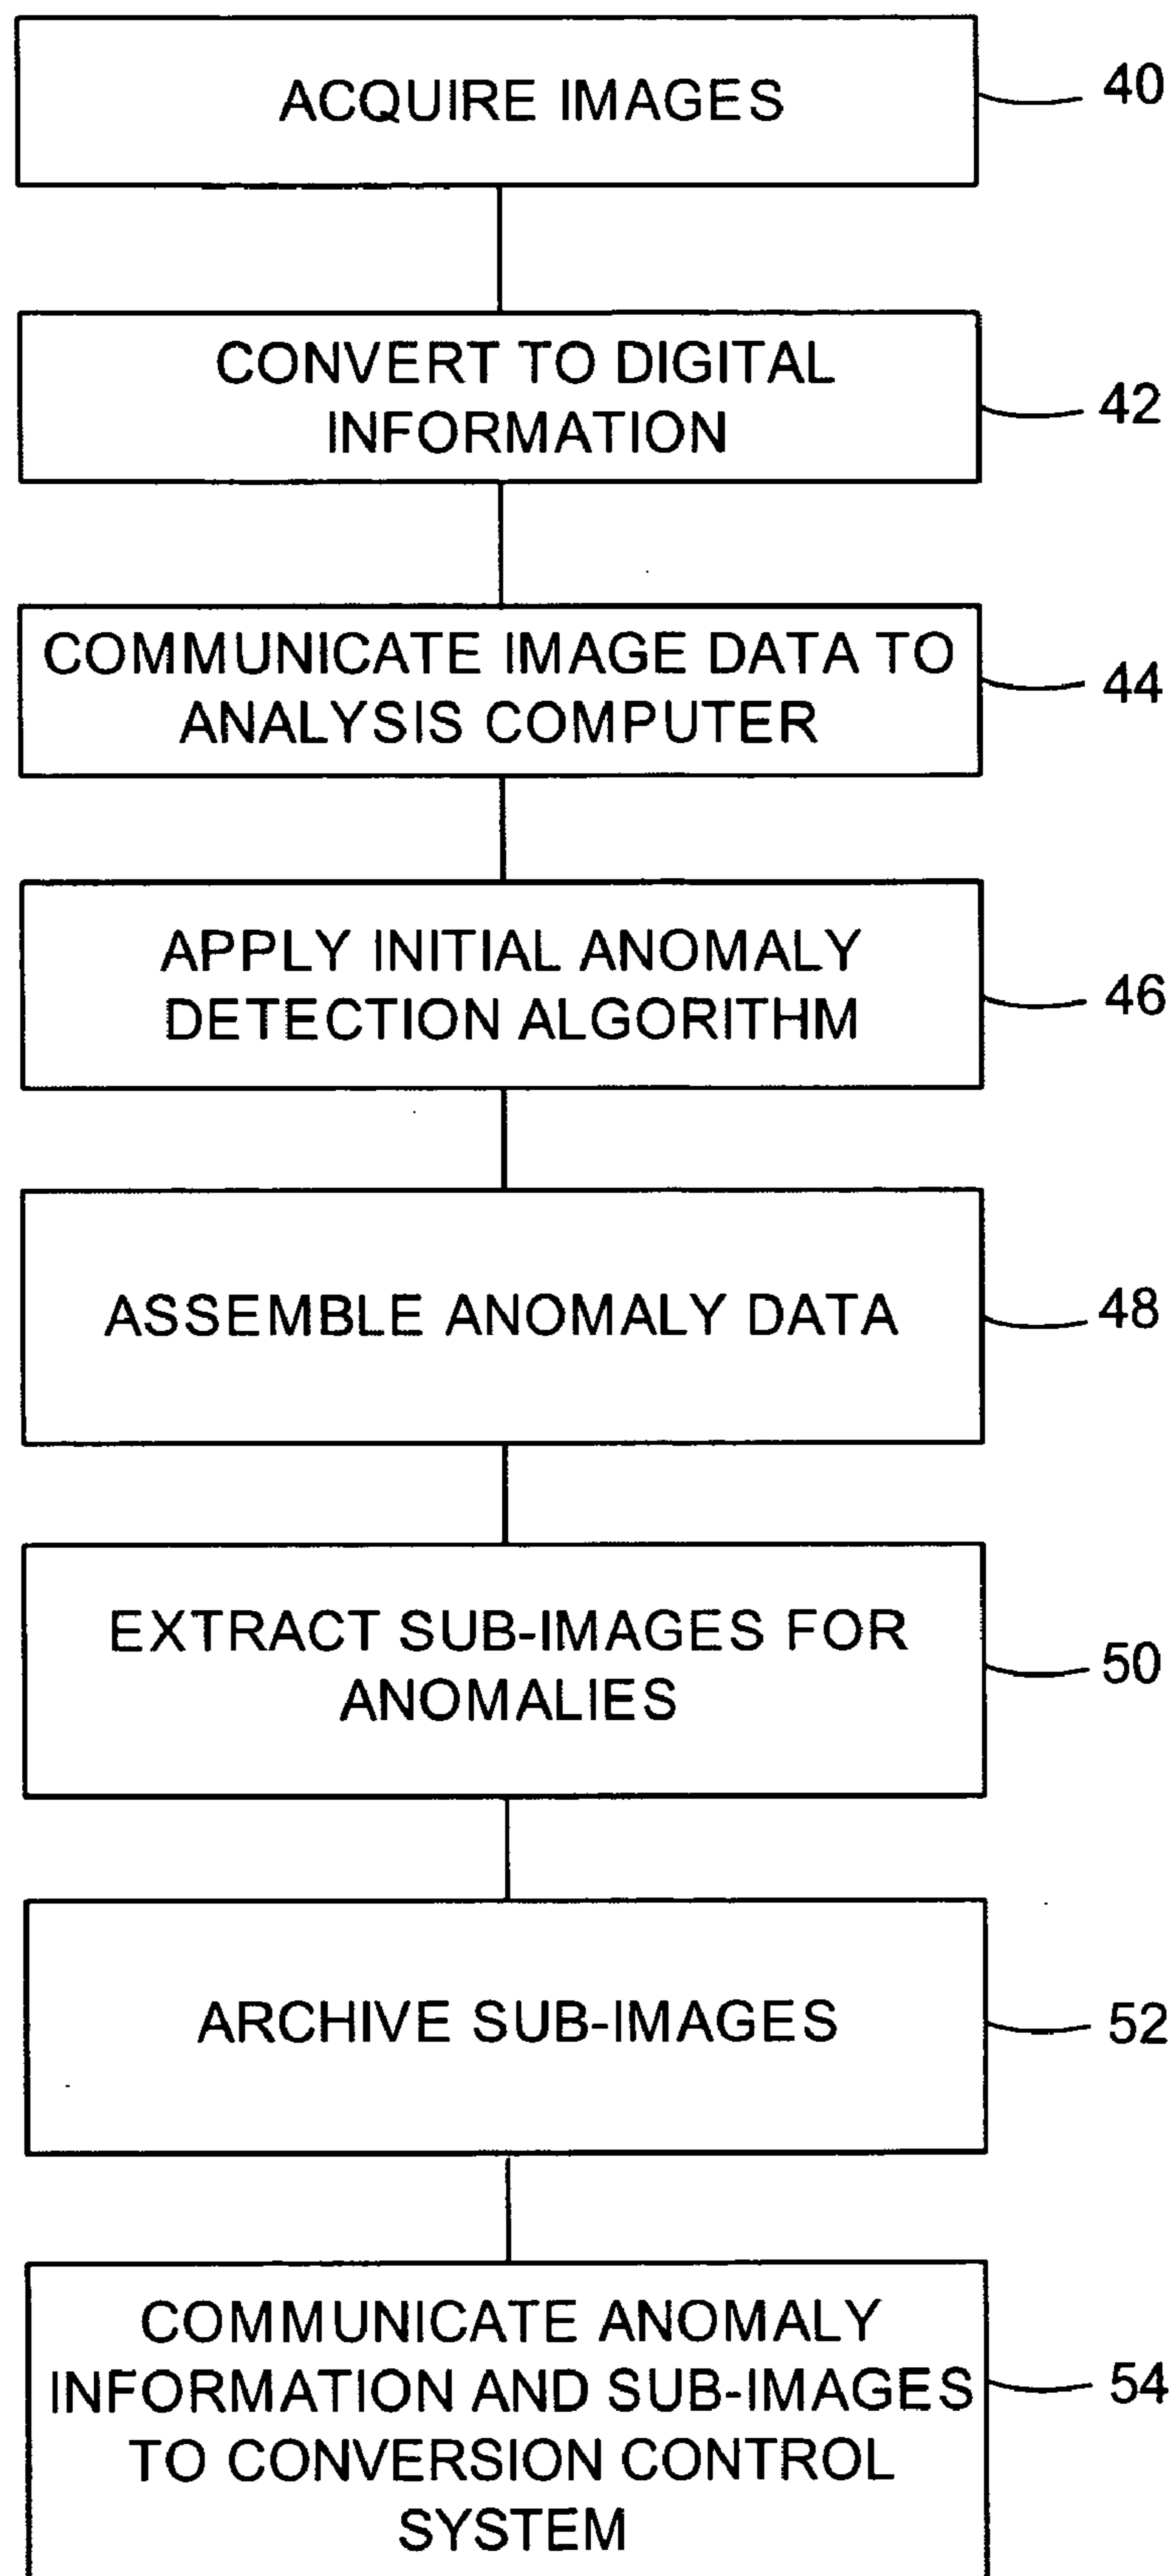 ACQUIRE IMAGES
40
CONVERT TO DIGITAL
INFORMATION
42
COMMUNICATE IMAGE DATA TO
ANALYSIS COMPUTER
44
APPLY INITIAL ANOMALY
DETECTION ALGORITHM
46
ASSEMBLE ANOMALY DATA
48
EXTRACT SUB-IMAGES FOR
ANOMALIES
50
ARCHIVE SUB-IMAGES
52
COMMUNICATE ANOMALY
INFORMATION AND SUB-IMAGES
TO CONVERSION CONTROL
SYSTEM
54